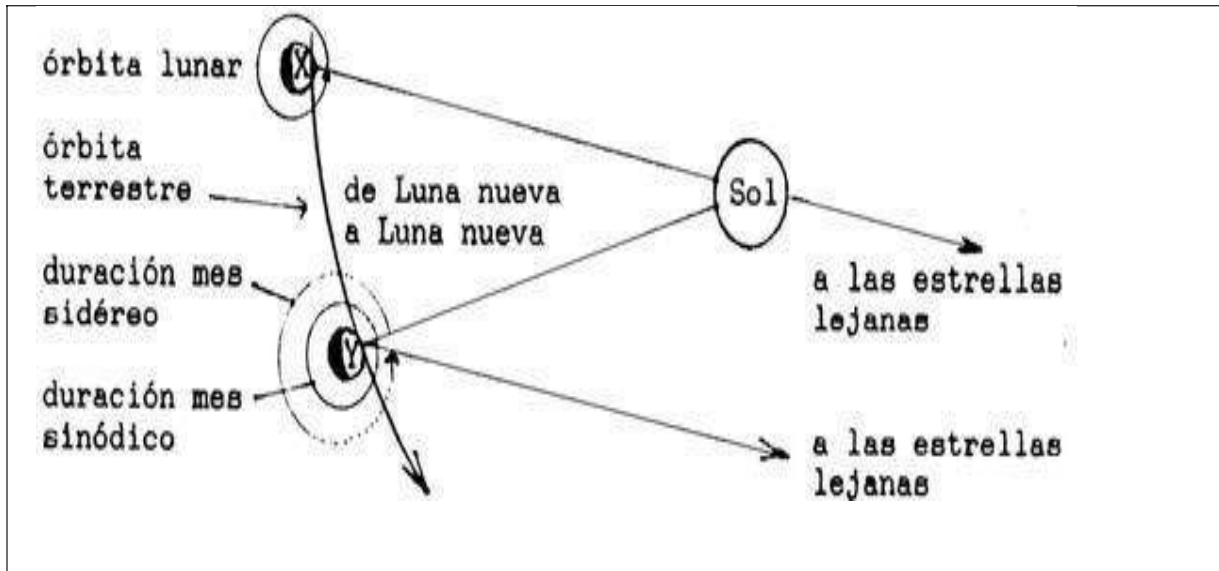 órbita lunar
X
órbita
terrestre
de Luna nueva
a Luna nueva
Sol
a las estrellas
lejanas
duración mes
sidéreo
Y
duración mes
sinódico
a las estrellas
lejanas